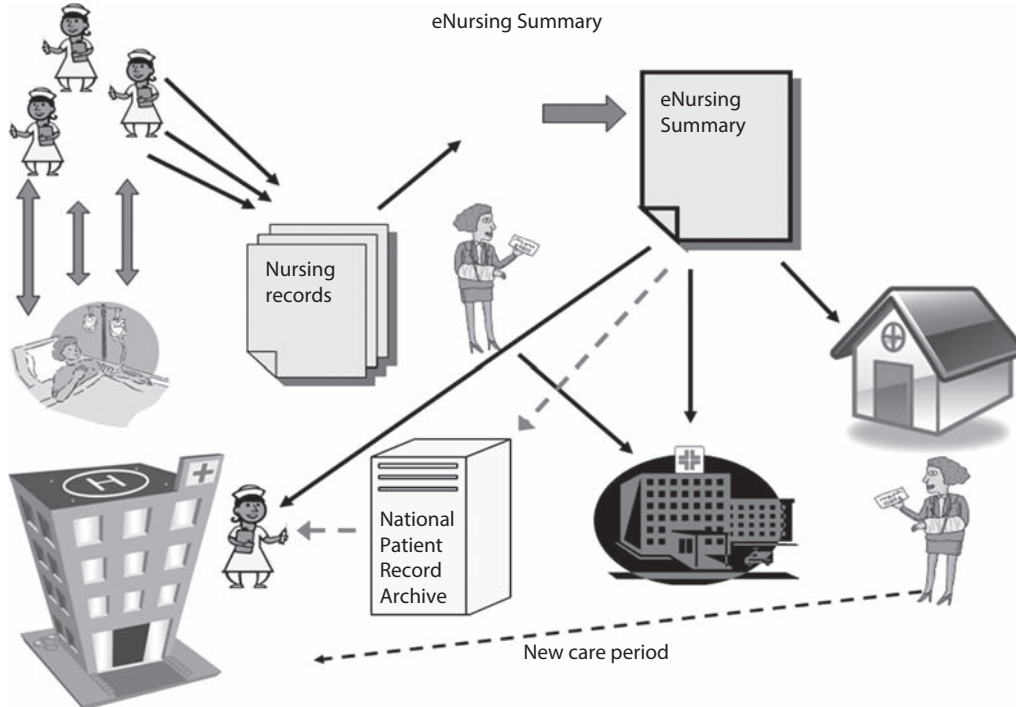 eNursing Summary
eNursing
Summary
Nursing
records
National
Patient
Record
Archive
H
New care period